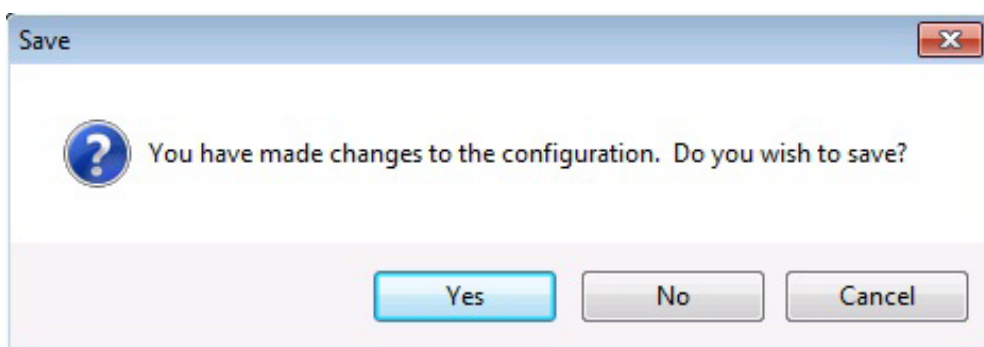 Save
You have made changes to the configuration.  Do you wish to save?
Yes No Cancel